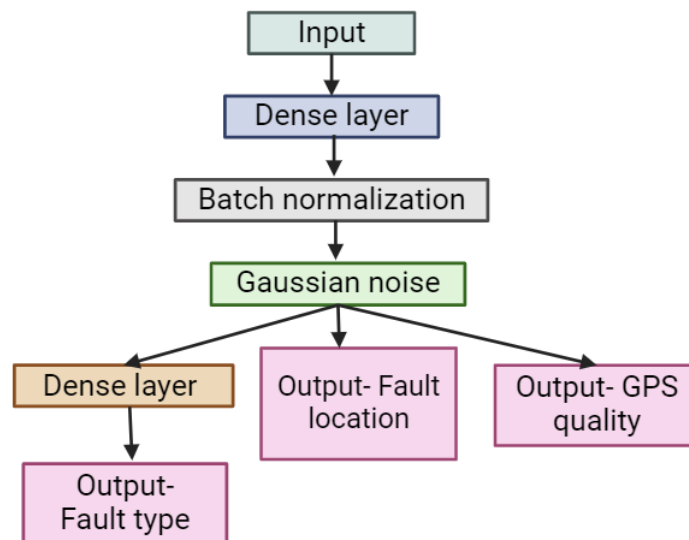 Input
Dense layer
Batch normalization
Gaussian noise
Dense layer
Output- Fault
location
Output- GPS
quality
Output-
Fault type